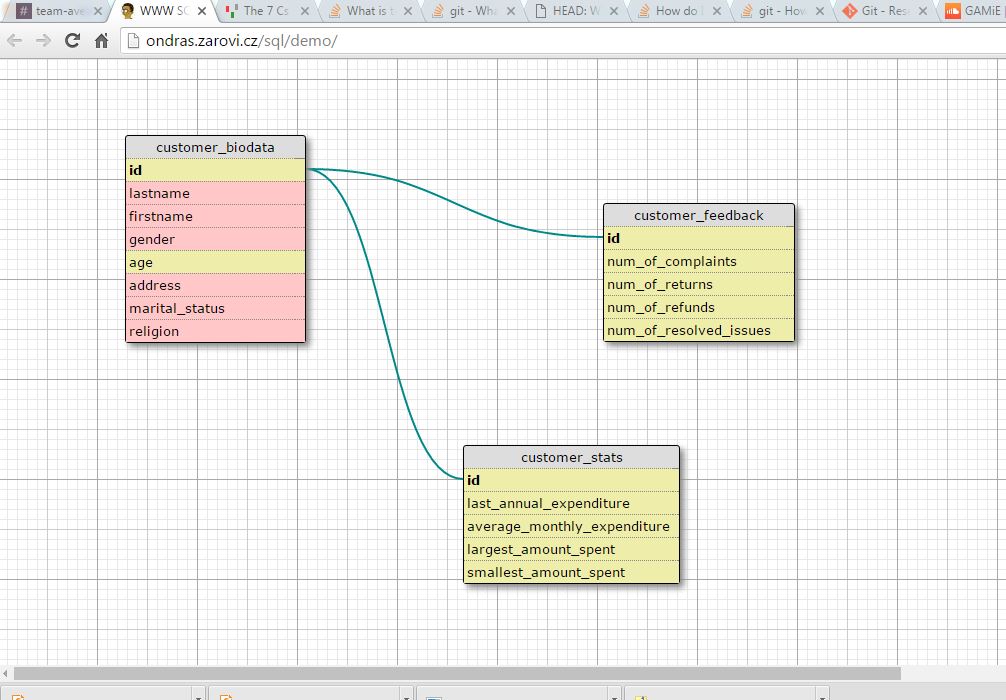 team-ave
WWW SC
The 7 Cs
What is t
git - Wha
HEAD: W
How do I
git - How
Git - Res
GAMiE
ondras.zarovi.cz/sql/demo/
customer_biodata
id
lastname
firstname
gender
age
address
marital_status
religion
customer_feedback
id
num_of_complaints
num_of_returns
num_of_refunds
num_of_resolved_issues
customer_stats
id
last_annual_expenditure
average_monthly_expenditure
largest_amount_spent
smallest_amount_spent